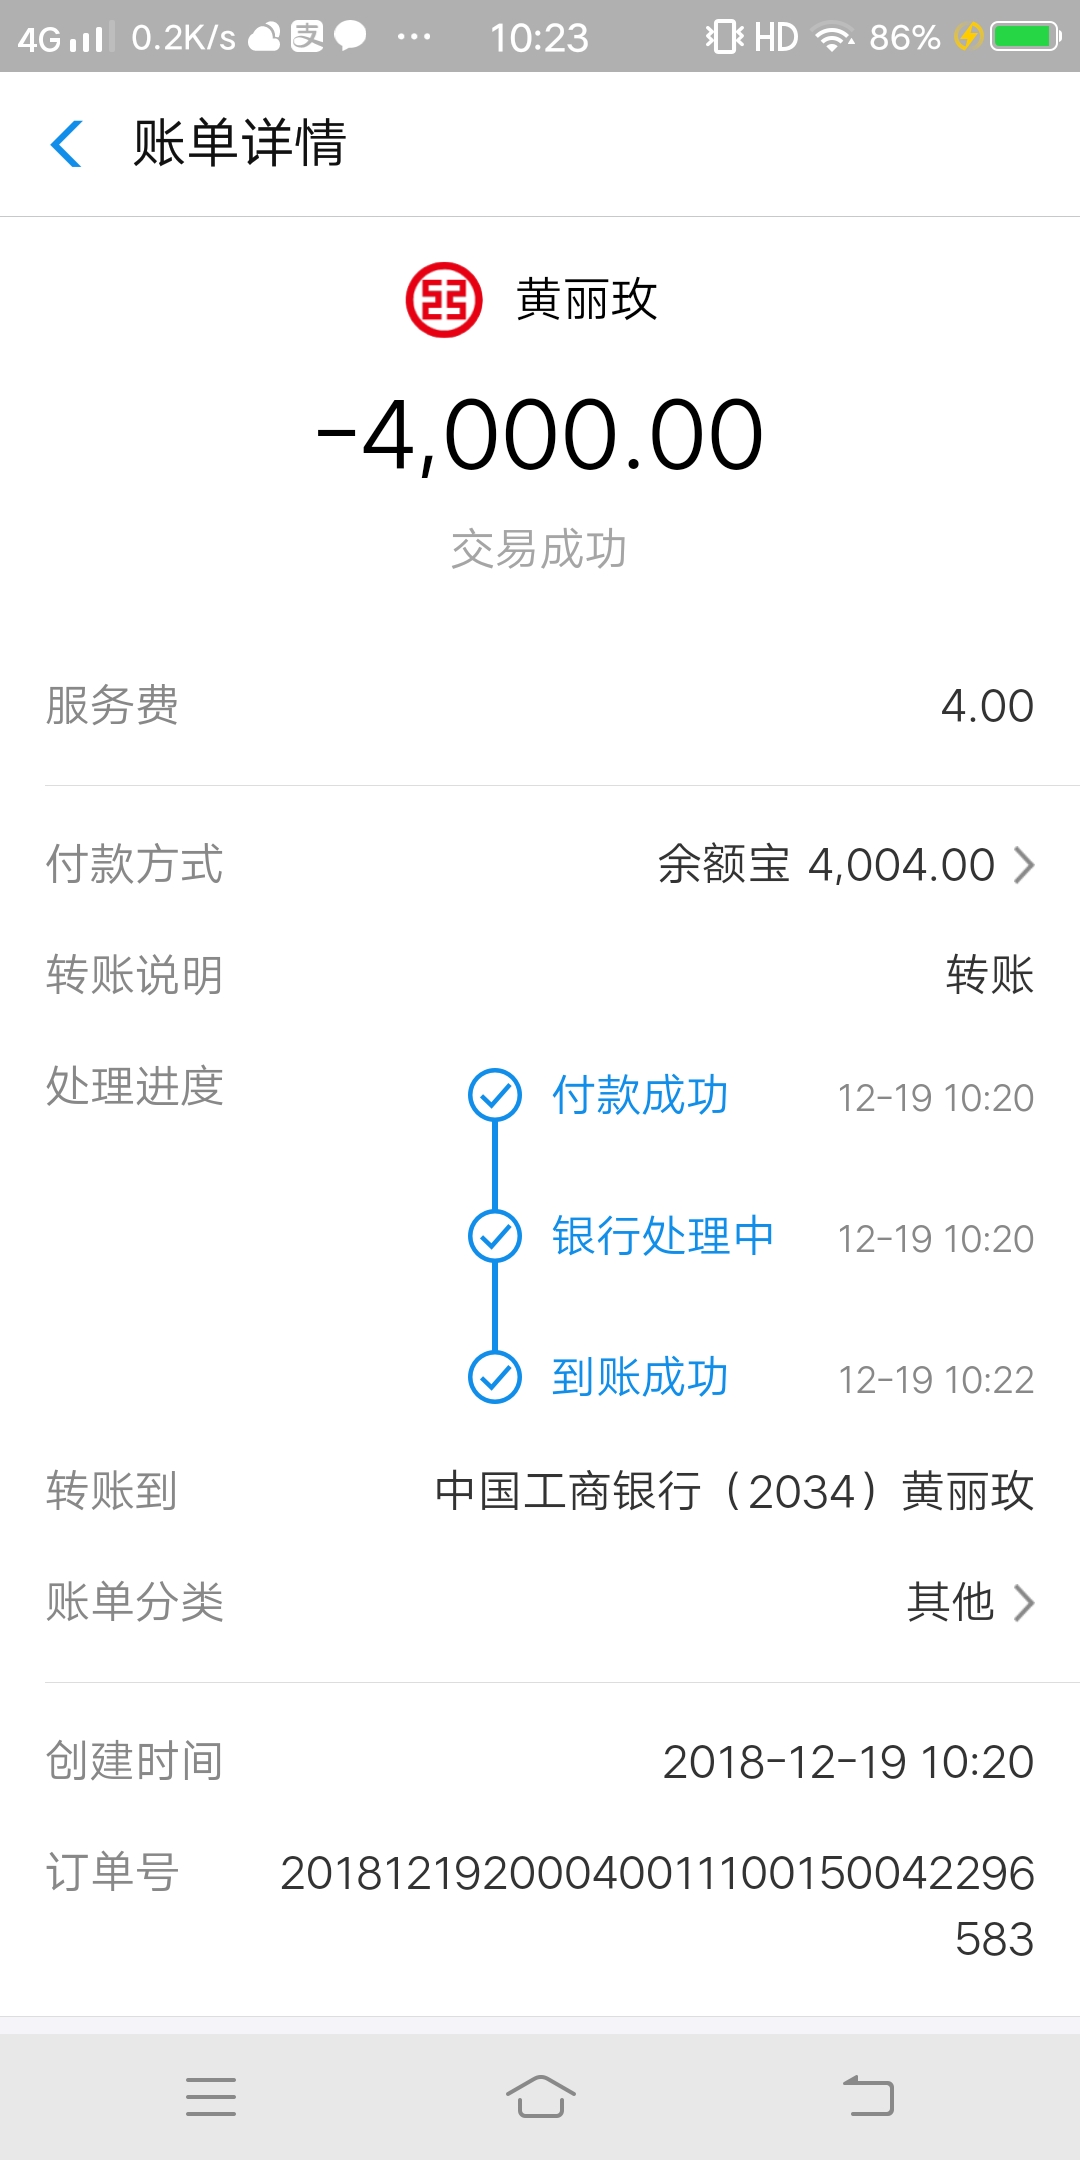 4G 0.2K/s 支 ... 10:23 HD 86%
账单详情
黄丽玫
-4,000.00
交易成功
服务费 4.00
付款方式 余额宝 4,004.00
转账说明 转账
处理进度 付款成功 12-19 10:20
银行处理中 12-19 10:20
到账成功 12-19 10:22
转账到 中国工商银行（2034）黄丽玫
账单分类 其他
创建时间 2018-12-19 10:20
订单号 20181219200040011100150042296
583